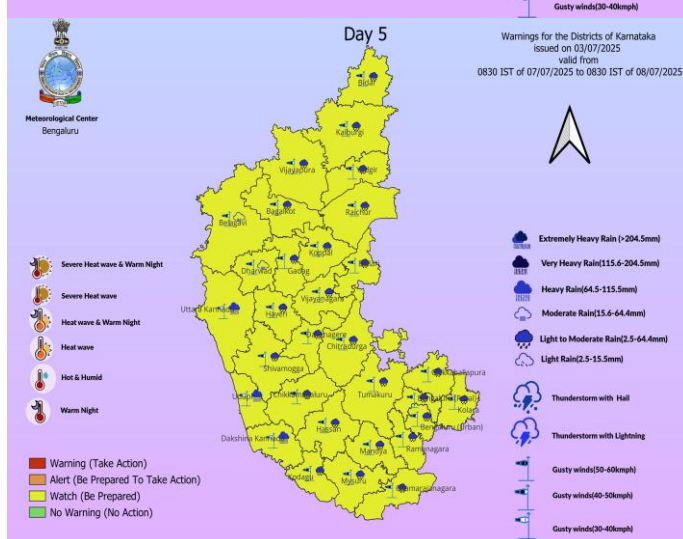 Gusty winds(30-40kmph)
Day 5
Warnings for the Districts of Karnataka
issued on 03/07/2025
valid from
0830 IST of 07/07/2025 to 0830 IST of 08/07/2025
Meteorological Center
Bengaluru
Bidar
Kalburgi
Vijayapura
Yadgir
Bagalkot
Raichur
Belagavi
Koppal
Dharwad
Gadag
Uttara Kannada
Haveri
Vijayanagara
Davanagere
Chitradurga
Shivamogga
Udupi
Chikkamagaluru
Tumakuru
Kolara
Bengaluru (Urban)
Hassan
Dakshina Kannada
Ramanagara
Mandya
Kodagu
Mysuru
Chamarajanagara
Severe Heat wave & Warm Night
Severe Heat wave
Heat wave & Warm Night
Heat wave
Hot & Humid
Warm Night
Warning (Take Action)
Alert (Be Prepared To Take Action)
Watch (Be Prepared)
No Warning (No Action)
Extremely Heavy Rain (>204.5mm)
Very Heavy Rain(115.6-204.5mm)
Heavy Rain(64.5-115.5mm)
Moderate Rain(15.6-64.4mm)
Light to Moderate Rain(2.5-64.4mm)
Light Rain(2.5-15.5mm)
Thunderstorm with Hail
Thunderstorm with Lightning
Gusty winds(50-60kmph)
Gusty winds(40-50kmph)
Gusty winds(30-40kmph)